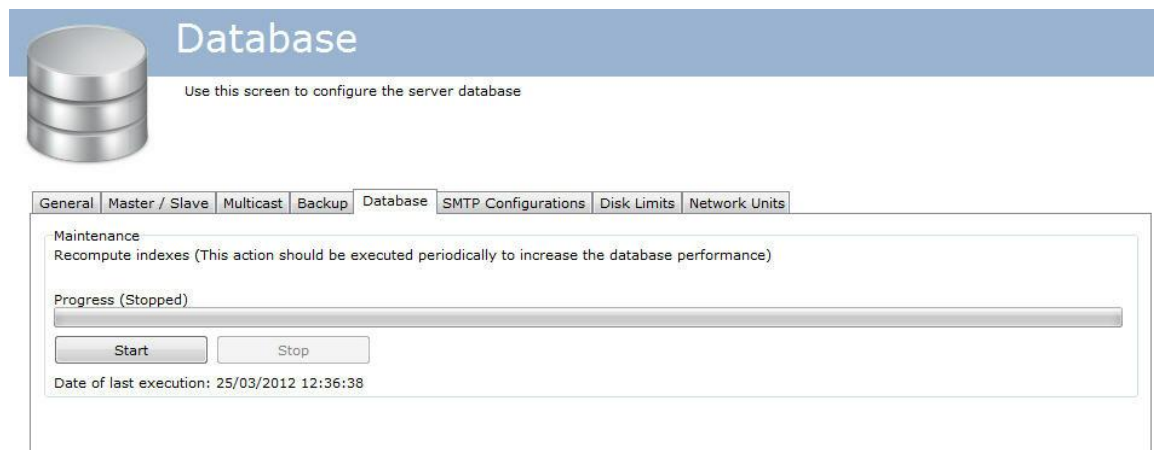 Database
Use this screen to configure the server database
General Master / Slave Multicast Backup Database SMTP Configurations Disk Limits Network Units
Maintenance
Recompute indexes (This action should be executed periodically to increase the database performance)
Progress (Stopped)
Start Stop
Date of last execution: 25/03/2012 12:36:38